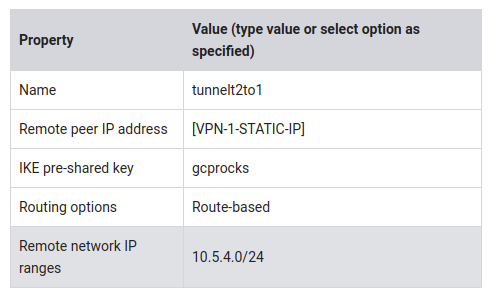 Property
Value (type value or select option as
specified)
Name
tunnelt2to1
Remote peer IP address
[VPN-1-STATIC-IP]
IKE pre-shared key
gcprocks
Routing options
Route-based
Remote network IP
ranges
10.5.4.0/24